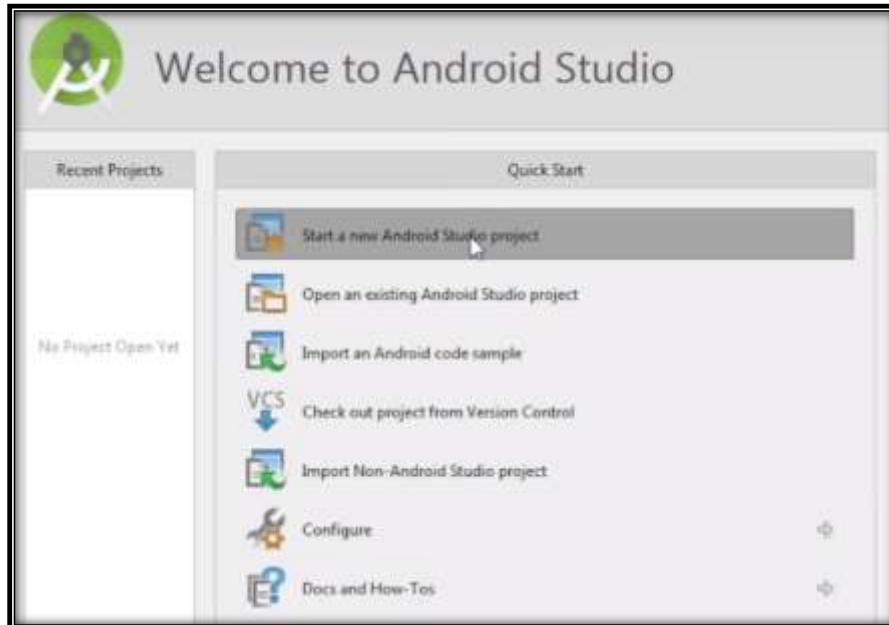 Welcome to Android Studio
Recent Projects
Quick Start
No Project Open Yet
Start a new Android Studio project
Open an existing Android Studio project
Import an Android code sample
VCS
Check out project from Version Control
Import Non-Android Studio project
Configure
Docs and How-Tos